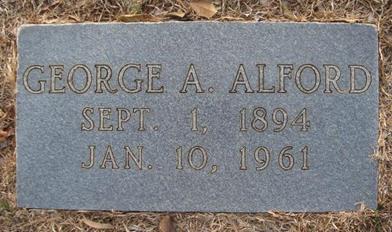 GEORGE A. ALFORD
SEPT. 1, 1894
JAN. 10, 1961